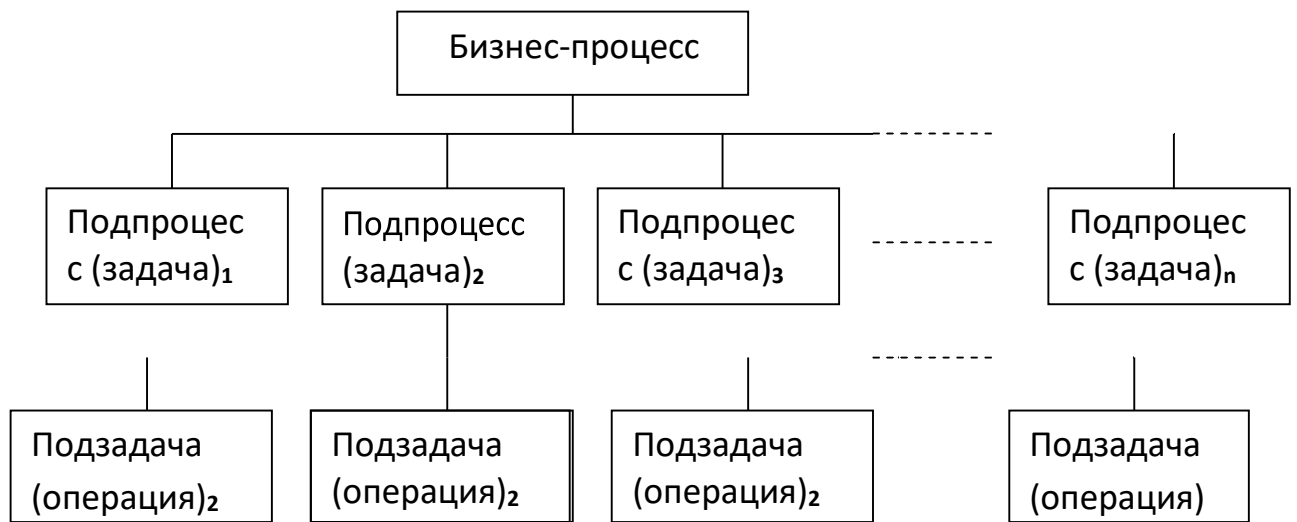 Бизнес-процесс
Подпроцес
с (задача)₁
Подпроцесс
(задача)₂
Подпроцес
с (задача)₃
Подпроцес
с (задача)ₙ
Подзадача
(операция)₂
Подзадача
(операция)₂
Подзадача
(операция)₂
Подзадача
(операция)